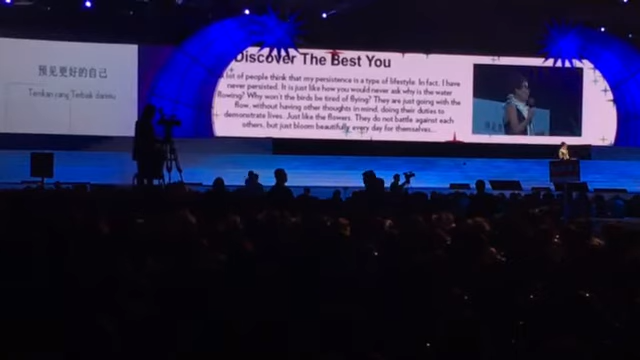 预见更好的自己
Temkan yang Terbaik darimu
Discover The Best You
lot of people think that my persistence is a type of lifestyle. In fact, I have
never persisted. It is just like how you would never ask why is the water
flowing? Why won't the birds be tired of flying? They are just going with the
flow, without having other thoughts in mind, doing their duties to
demonstrate lives. Just like the flowers. They do not battle against each
others, but just bloom beautifully every day for themselves...